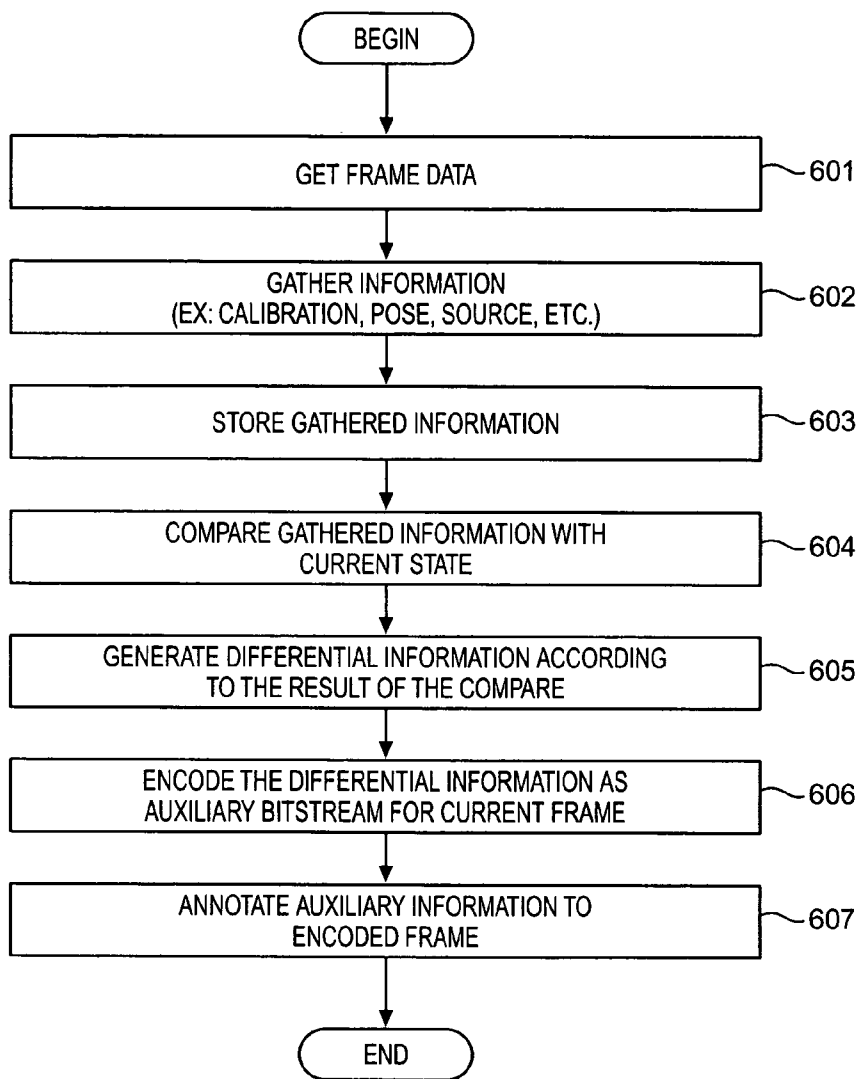 BEGIN
GET FRAME DATA
601
GATHER INFORMATION
(EX: CALIBRATION, POSE, SOURCE, ETC.)
602
STORE GATHERED INFORMATION
603
COMPARE GATHERED INFORMATION WITH
CURRENT STATE
604
GENERATE DIFFERENTIAL INFORMATION ACCORDING
TO THE RESULT OF THE COMPARE
605
ENCODE THE DIFFERENTIAL INFORMATION AS
AUXILIARY BITSTREAM FOR CURRENT FRAME
606
ANNOTATE AUXILIARY INFORMATION TO
ENCODED FRAME
607
END